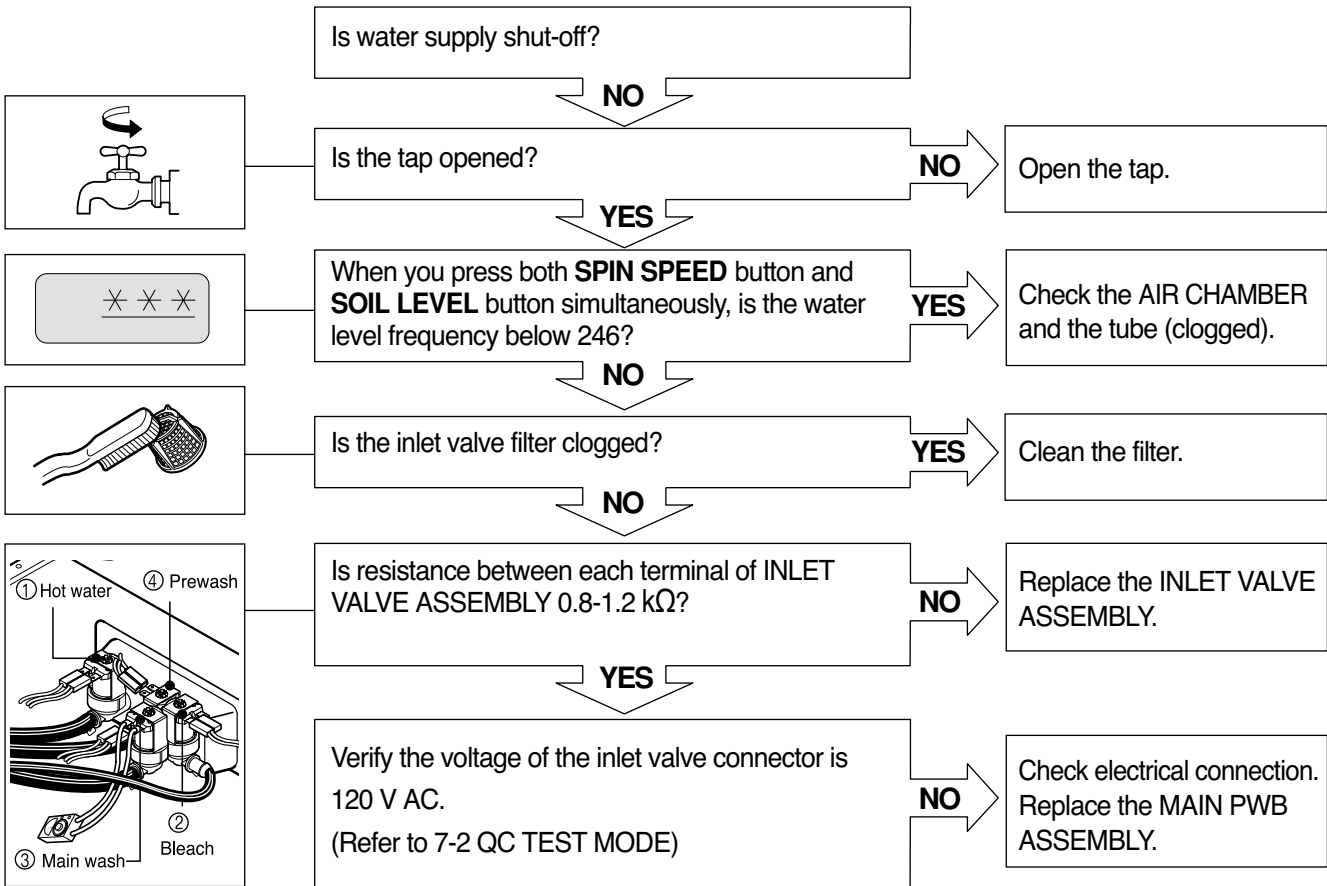 Is water supply shut-off?
NO
Is the tap opened?
NO
Open the tap.
YES
When you press both SPIN SPEED button and
SOIL LEVEL button simultaneously, is the water
level frequency below 246?
YES
Check the AIR CHAMBER
and the tube (clogged).
NO
Is the inlet valve filter clogged?
YES
Clean the filter.
NO
① Hot water
④ Prewash
②
Bleach
③ Main wash
Is resistance between each terminal of INLET
VALVE ASSEMBLY 0.8-1.2 kΩ?
NO
Replace the INLET VALVE
ASSEMBLY.
YES
Verify the voltage of the inlet valve connector is
120 V AC.
(Refer to 7-2 QC TEST MODE)
NO
Check electrical connection.
Replace the MAIN PWB
ASSEMBLY.